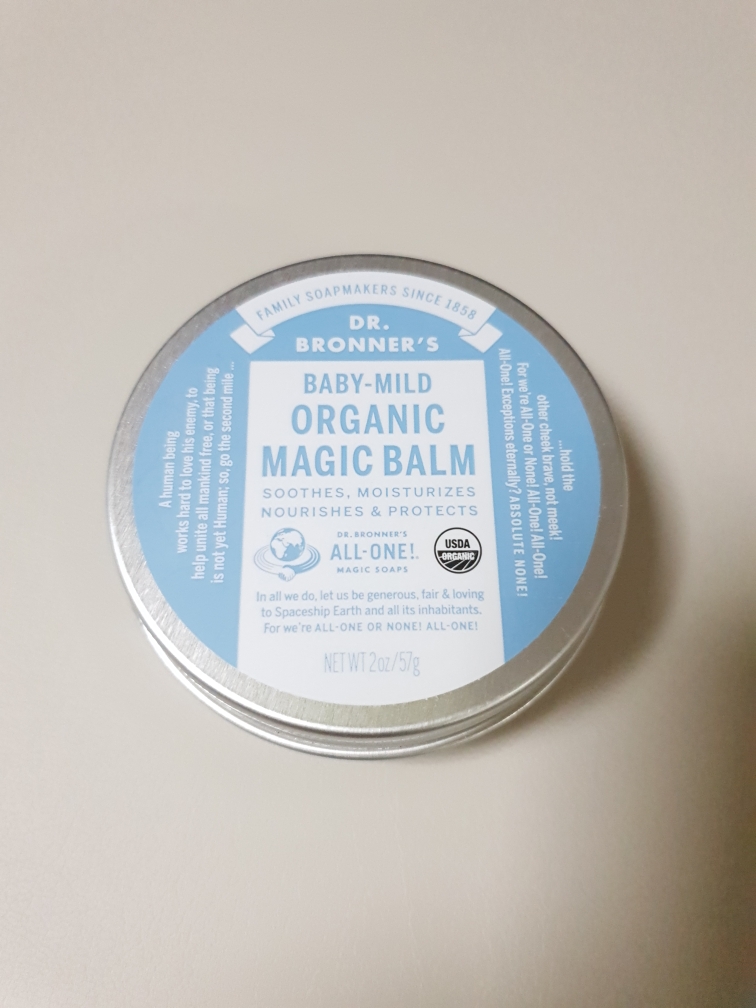 FAMILY SOAPMAKERS SINCE 1858
DR.
BRONNER'S
BABY-MILD
ORGANIC
MAGIC BALM
SOOTHES, MOISTURIZES
NOURISHES & PROTECTS
DR. BRONNER'S
ALL-ONE!
MAGIC SOAPS
USDA
ORGANIC
In all we do, let us be generous, fair & loving
to Spaceship Earth and all its inhabitants.
For we're ALL-ONE OR NONE! ALL-ONE!
NET WT 2oz/57g
A human being
works hard to love his enemy, to
help unite all mankind free, or that being
is not yet Human; so, go the second mile ...
...hold the
other cheek brave, not meek!
For we're All-One or None! All-One! All-One!
All-One! Exceptions eternally? ABSOLUTE NONE!